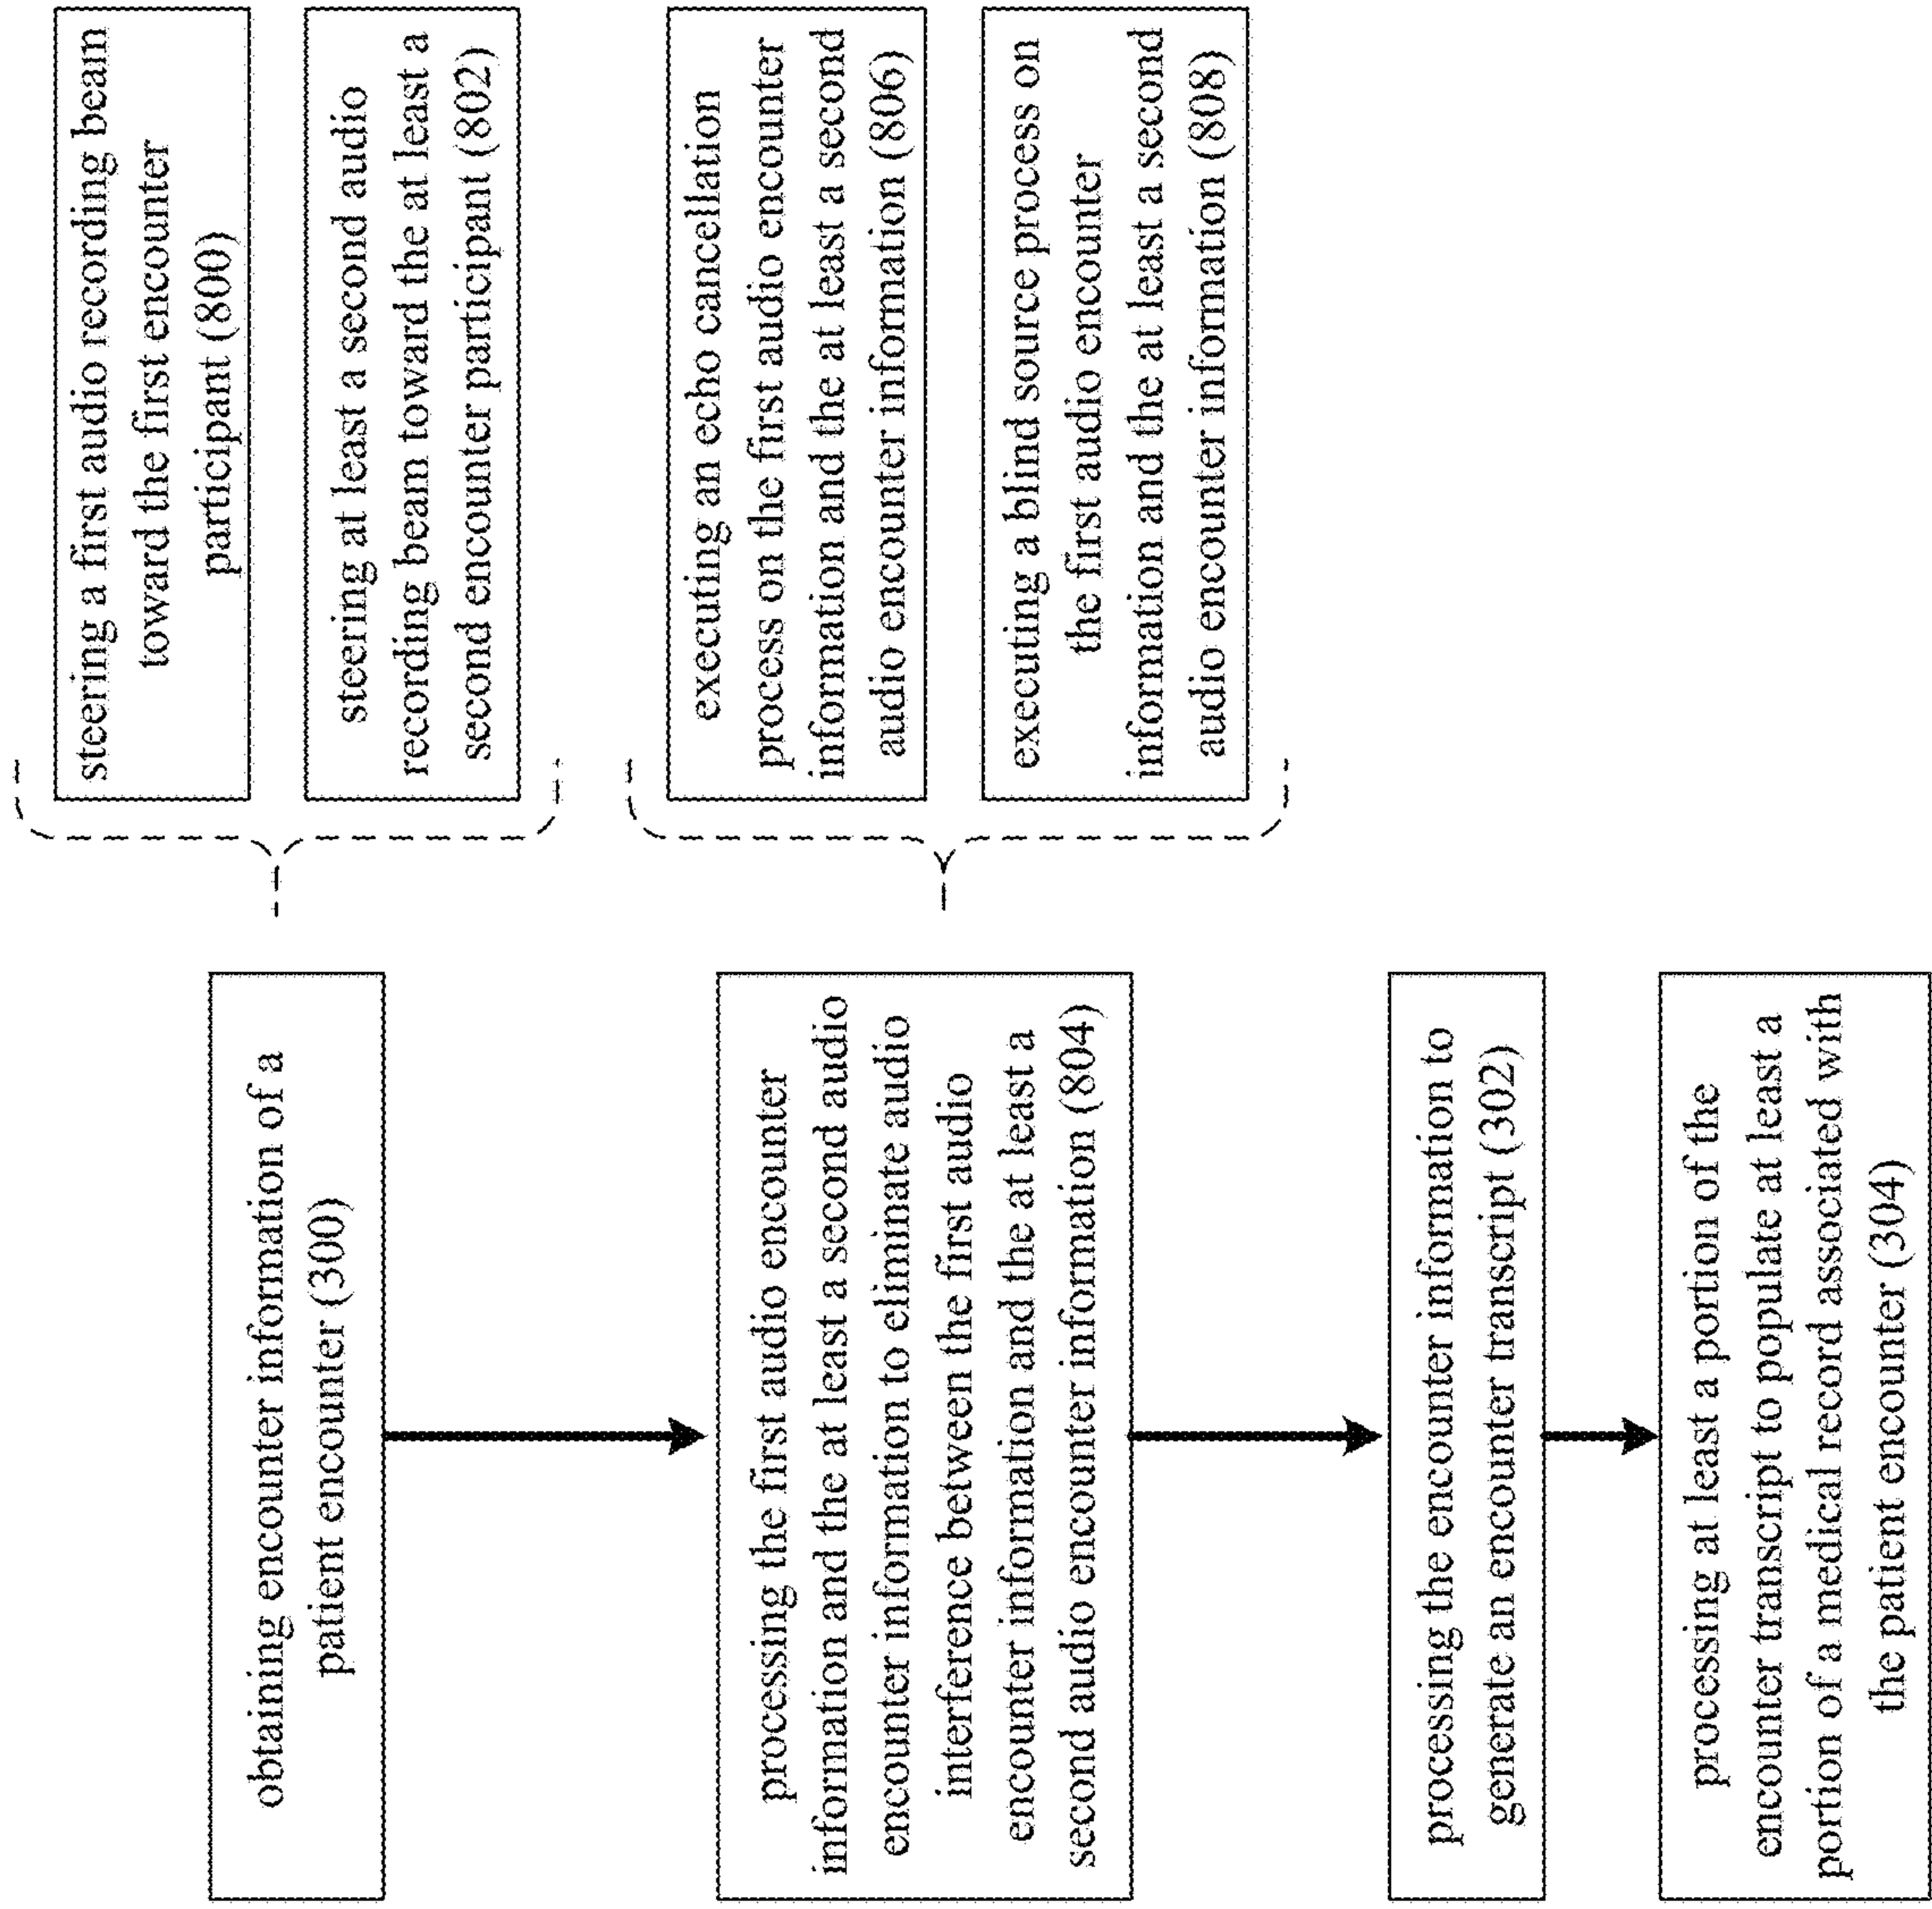 obtaining encounter information of a
patient encounter (300)
steering a first audio recording beam
toward the first encounter
participant (800)
steering at least a second audio
recording beam toward the at least a
second encounter participant (802)
processing the first audio encounter
information and the at least a second audio
encounter information to eliminate audio
interference between the first audio
encounter information and the at least a
second audio encounter information (804)
executing an echo cancellation
process on the first audio encounter
information and the at least a second
audio encounter information (806)
executing a blind source process on
the first audio encounter
information and the at least a second
audio encounter information (808)
processing the encounter information to
generate an encounter transcript (302)
processing at least a portion of the
encounter transcript to populate at least a
portion of a medical record associated with
the patient encounter (304)